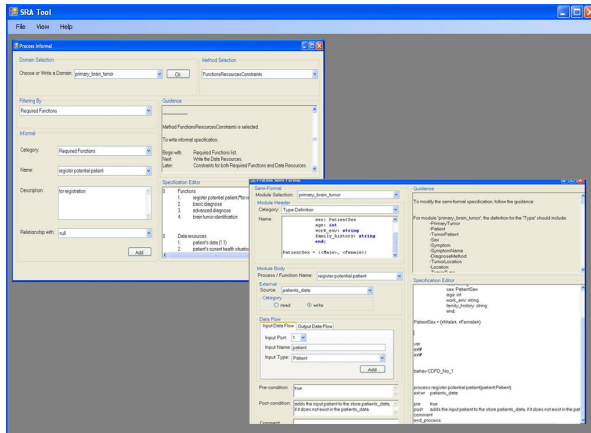 SRA Tool
File View Help
Process Informal
Domain Selection
Choose or Write a Domain: primary_brain_tumor
Ok
Method Selection
FunctionsResourcesConstraints
Filtering By
Required Functions
Informal
Category: Required Functions
Name: register potential patient
Description: for registration
Relationship with: null
Add
Guidance
Method FunctionsResourcesConstraints is selected.
To write informal specification,
Begin with: Required Functions list.
Next: Write the Data Resources.
Later: Constraints for both Required Functions and Data Resources.
Specification Editor
Functions
1. register potential patient
2. basic diagnose
3. advanced diagnose
4. brain tumor identification
Data resources
1. patient's data (1.1)
2. patient's current health situation
Semi-Formal
Module Selection: primary_brain_tumor
Module Header
Category: Type Definition
Name
sex: PatientSex
age: int
work_env: string
family_history: string
end;
PatientSex = {<Male>, <Female>}
Module Body
Process / Function Name: register potential patient
External
Source: patients_data
Category
read write
Data Flow
Input Data Flow Output Data Flow
Input Port: 1
Input Name: patient
Input Type: Patient
Add
Pre-condition: true
Post-condition: adds the input patient to the store patients_data,
if it does not exist in the patients_data.
Comment:
Guidance
To modify the semi-formal specification, follow the guidance.
For module 'primary_brain_tumor', the definition for the "Type" should include:
-PrimaryTumor
-Patient
-TumorPatient
-Sex
-Symptom
-SymptomName
-DiagnoseMethod
-TumorLocation
-Location
Specification Editor
sex: PatientSex
age: int
work_env: string
family_history: string
end;
PatientSex = {<Male>, <Female>}
var
ext#
ext#
behav CDFD_No_1
process register potential patient(patient:Patient)
patients_data
pre true
post adds the input patient to the store patients_data, if it does not exist in the pat
comment
end_process;